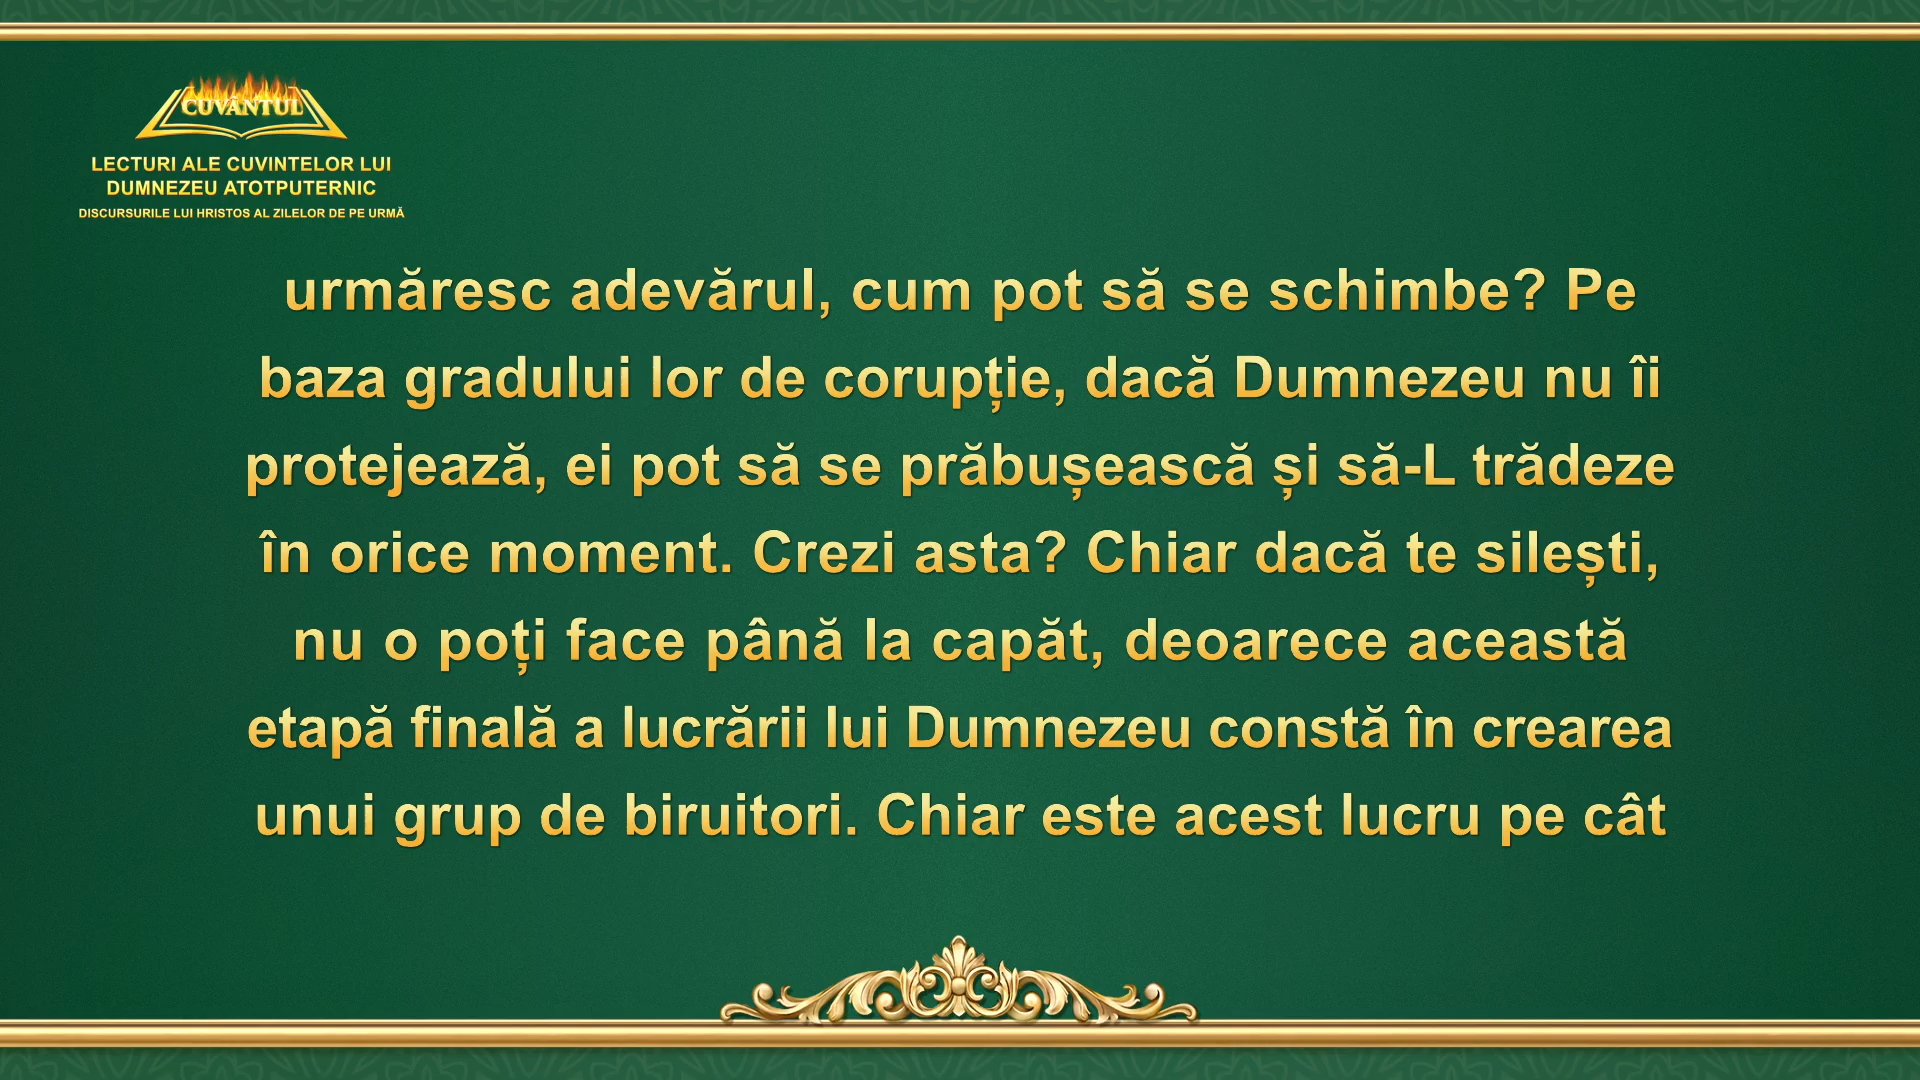 CUVÂNTUL
LECTURI ALE CUVINTELOR LUI
DUMNEZEU ATOTPUTERNIC
DISCURSURILE LUI HRISTOS AL ZILELOR DE PE URMĂ
urmăresc adevărul, cum pot să se schimbe? Pe
baza gradului lor de corupție, dacă Dumnezeu nu îi
protejează, ei pot să se prăbușească și să-L trădeze
în orice moment. Crezi asta? Chiar dacă te silești,
nu o poți face până la capăt, deoarece această
etapă finală a lucrării lui Dumnezeu constă în crearea
unui grup de biruitori. Chiar este acest lucru pe cât